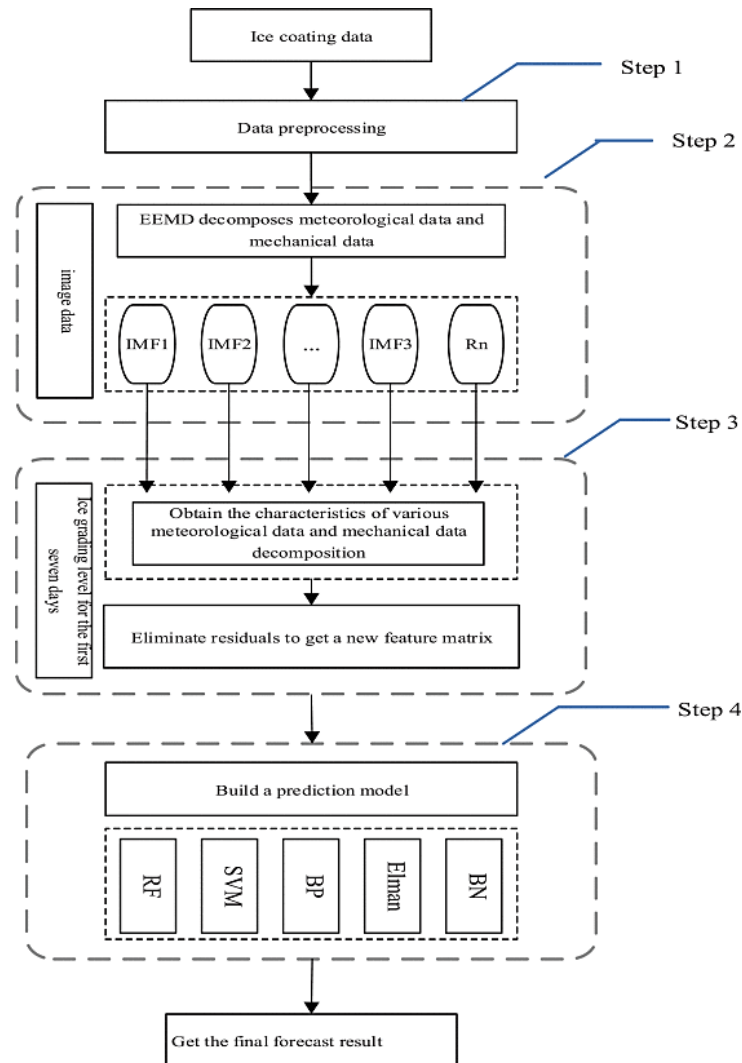 Ice coating data
Step 1
Data preprocessing
Step 2
EEMD decomposes meteorological data and
mechanical data
image data
IMF1
IMF2
...
IMF3
Rn
Step 3
Ice grading level for the first
seven days
Obtain the characteristics of various
meteorological data and mechanical data
decomposition
Eliminate residuals to get a new feature matrix
Step 4
Build a prediction model
RF
SVM
BP
Elman
BN
Get the final forecast result